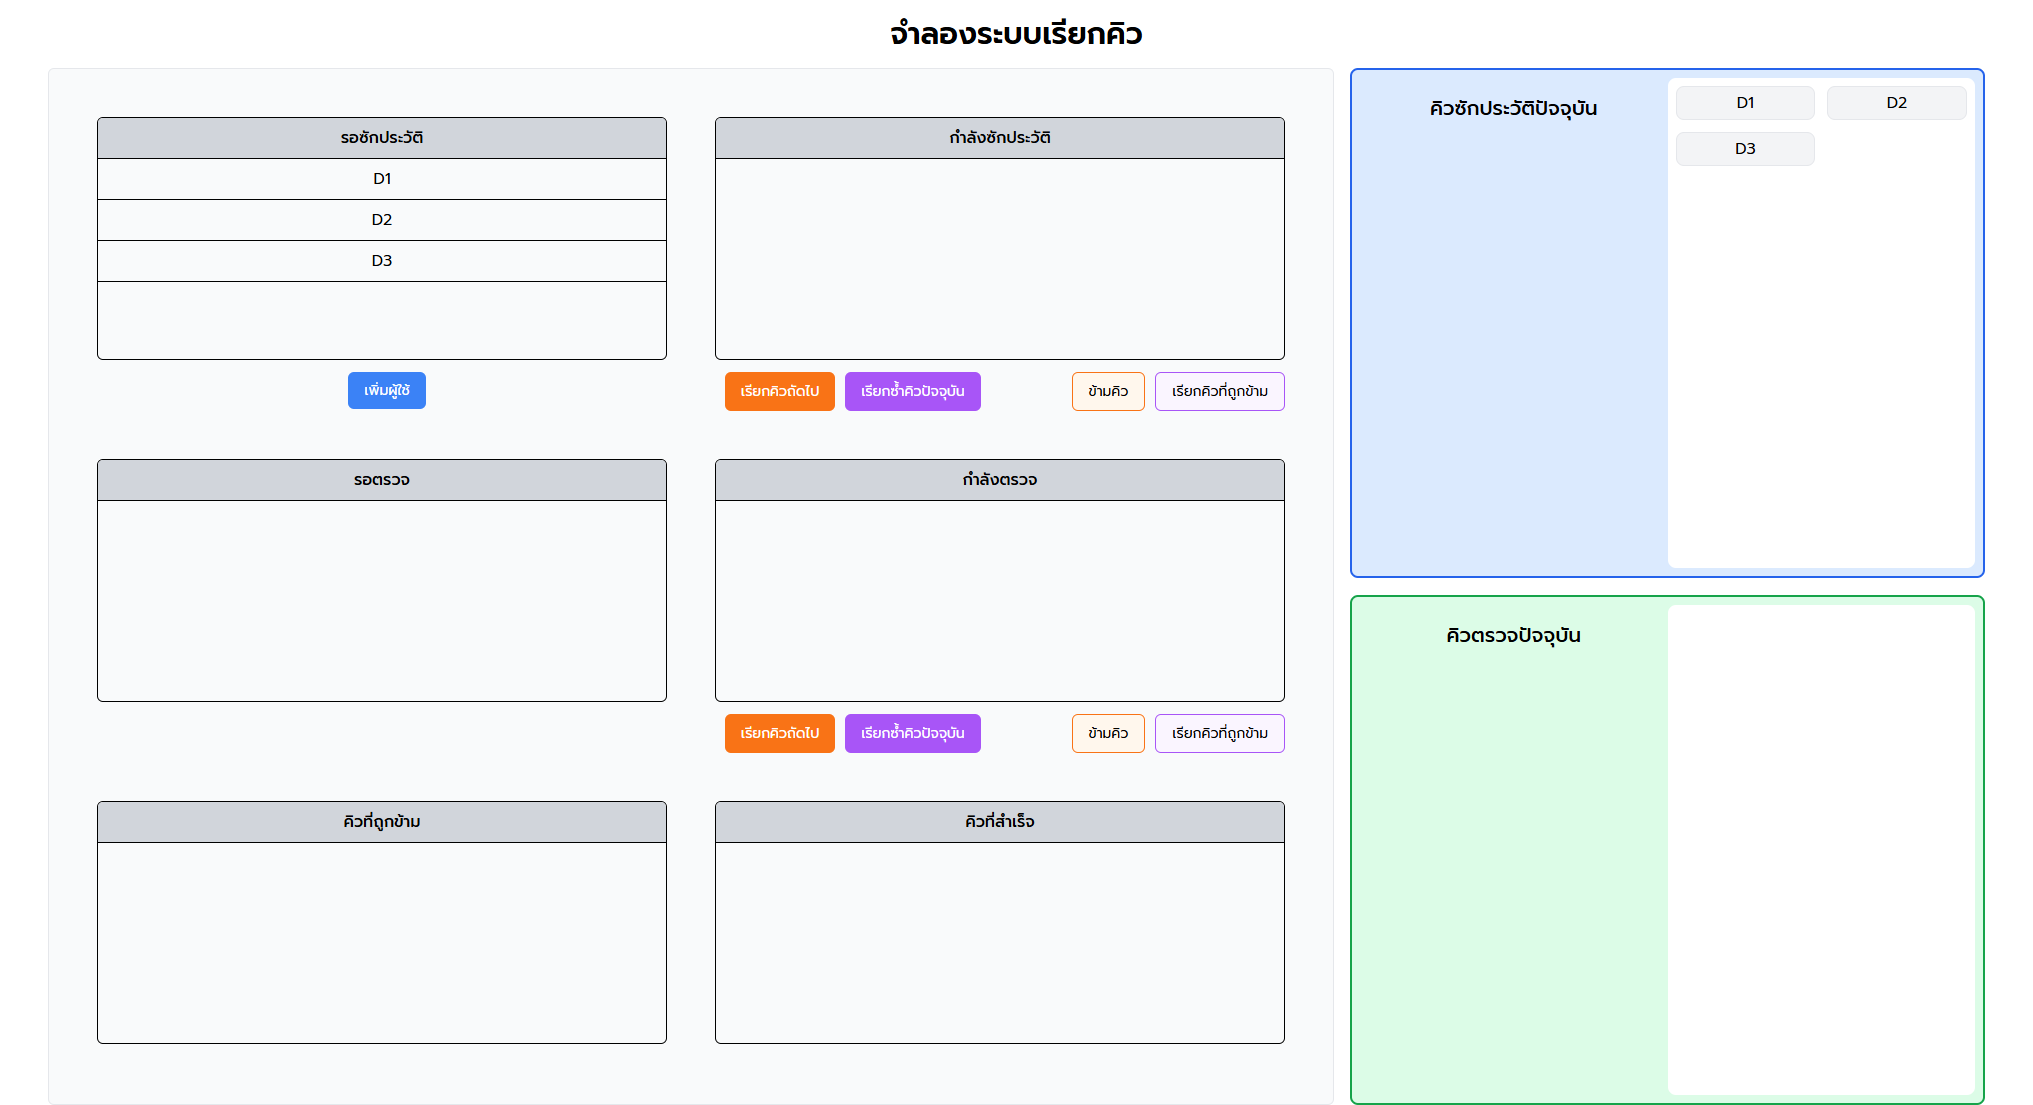 จำลองระบบเรียกคิว
รอซักประวัติ
D1
D2
D3
เพิ่มผู้ใช้
กำลังซักประวัติ
เรียกคิวถัดไป เรียกซ้ำคิวปัจจุบัน ข้ามคิว เรียกคิวที่ถูกข้าม
รอตรวจ
กำลังตรวจ
เรียกคิวถัดไป เรียกซ้ำคิวปัจจุบัน ข้ามคิว เรียกคิวที่ถูกข้าม
คิวที่ถูกข้าม
คิวที่สำเร็จ
คิวซักประวัติปัจจุบัน
D1 D2
D3
คิวตรวจปัจจุบัน